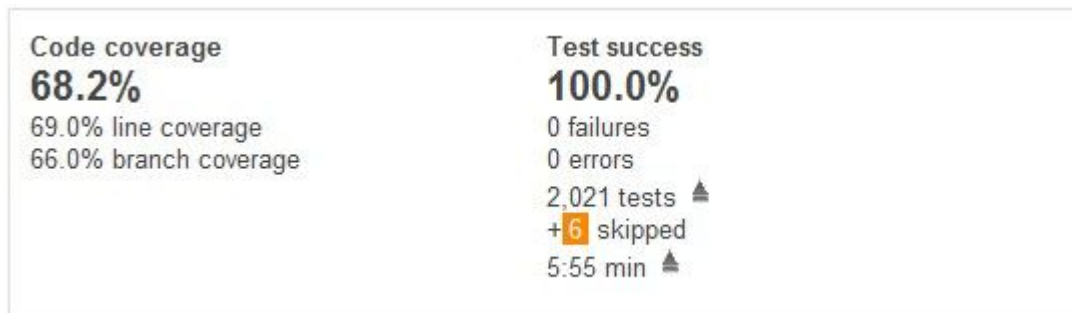 Code coverage
68.2%
69.0% line coverage
66.0% branch coverage
Test success
100.0%
0 failures
0 errors
2,021 tests
+6 skipped
5:55 min